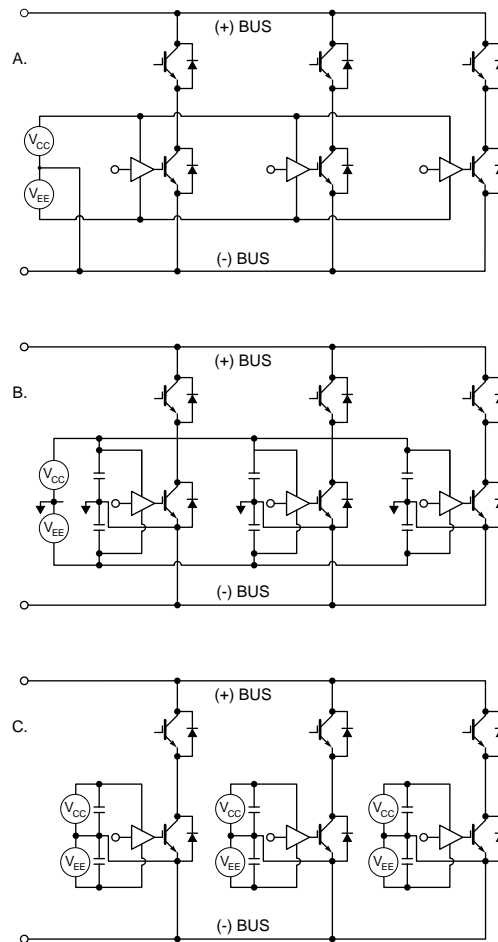 (+) BUS
A.
V_CC
V_EE
(-) BUS
(+) BUS
B.
V_CC
V_EE
(-) BUS
(+) BUS
C.
V_CC V_CC V_CC
V_EE V_EE V_EE
(-) BUS